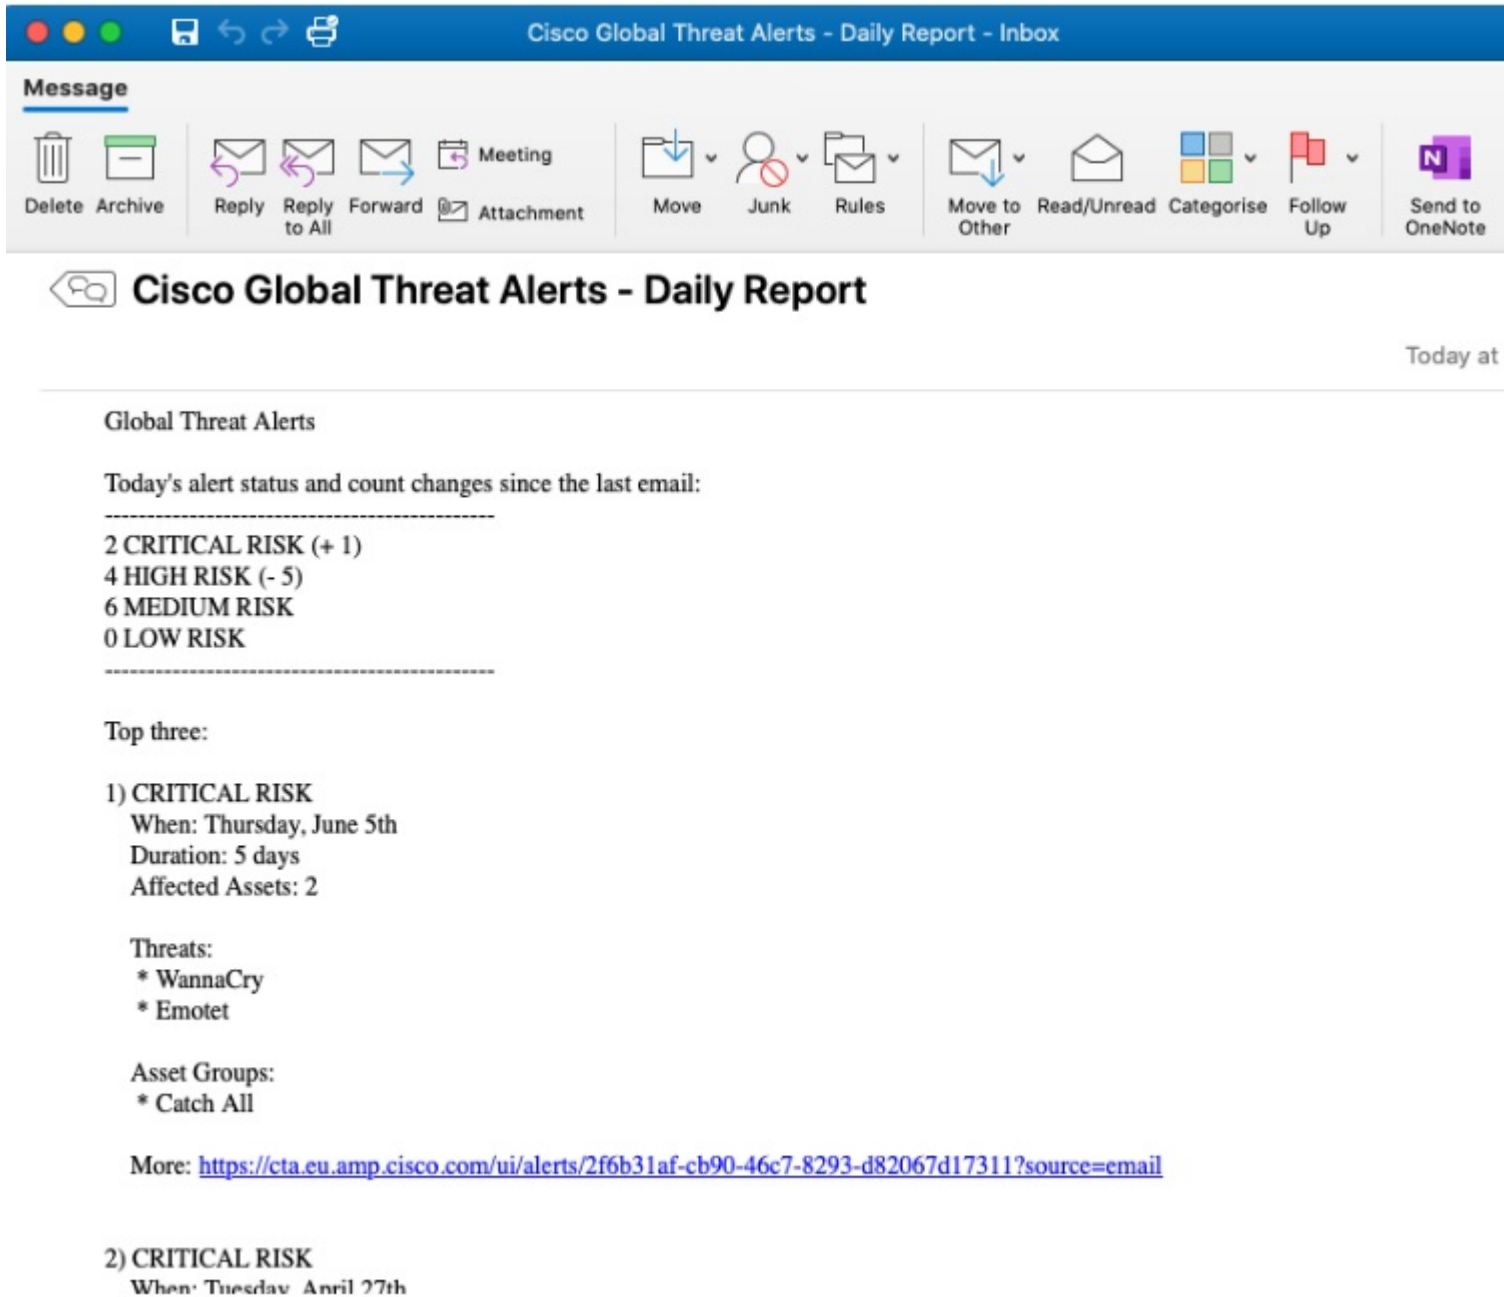 Cisco Global Threat Alerts - Daily Report - Inbox
Message
Delete
Archive
Reply
Reply to All
Forward
Meeting
Attachment
Move
Junk
Rules
Move to Other
Read/Unread
Categorise
Follow Up
N
Send to OneNote
Cisco Global Threat Alerts - Daily Report
Today at
Global Threat Alerts
Today's alert status and count changes since the last email:
----------------------------------------------
2 CRITICAL RISK (+ 1)
4 HIGH RISK (- 5)
6 MEDIUM RISK
0 LOW RISK
----------------------------------------------
Top three:
1) CRITICAL RISK
When: Thursday, June 5th
Duration: 5 days
Affected Assets: 2
Threats:
* WannaCry
* Emotet
Asset Groups:
* Catch All
More: https://cta.eu.amp.cisco.com/ui/alerts/2f6b31af-cb90-46c7-8293-d82067d17311?source=email
2) CRITICAL RISK
When: Tuesday, April 27th